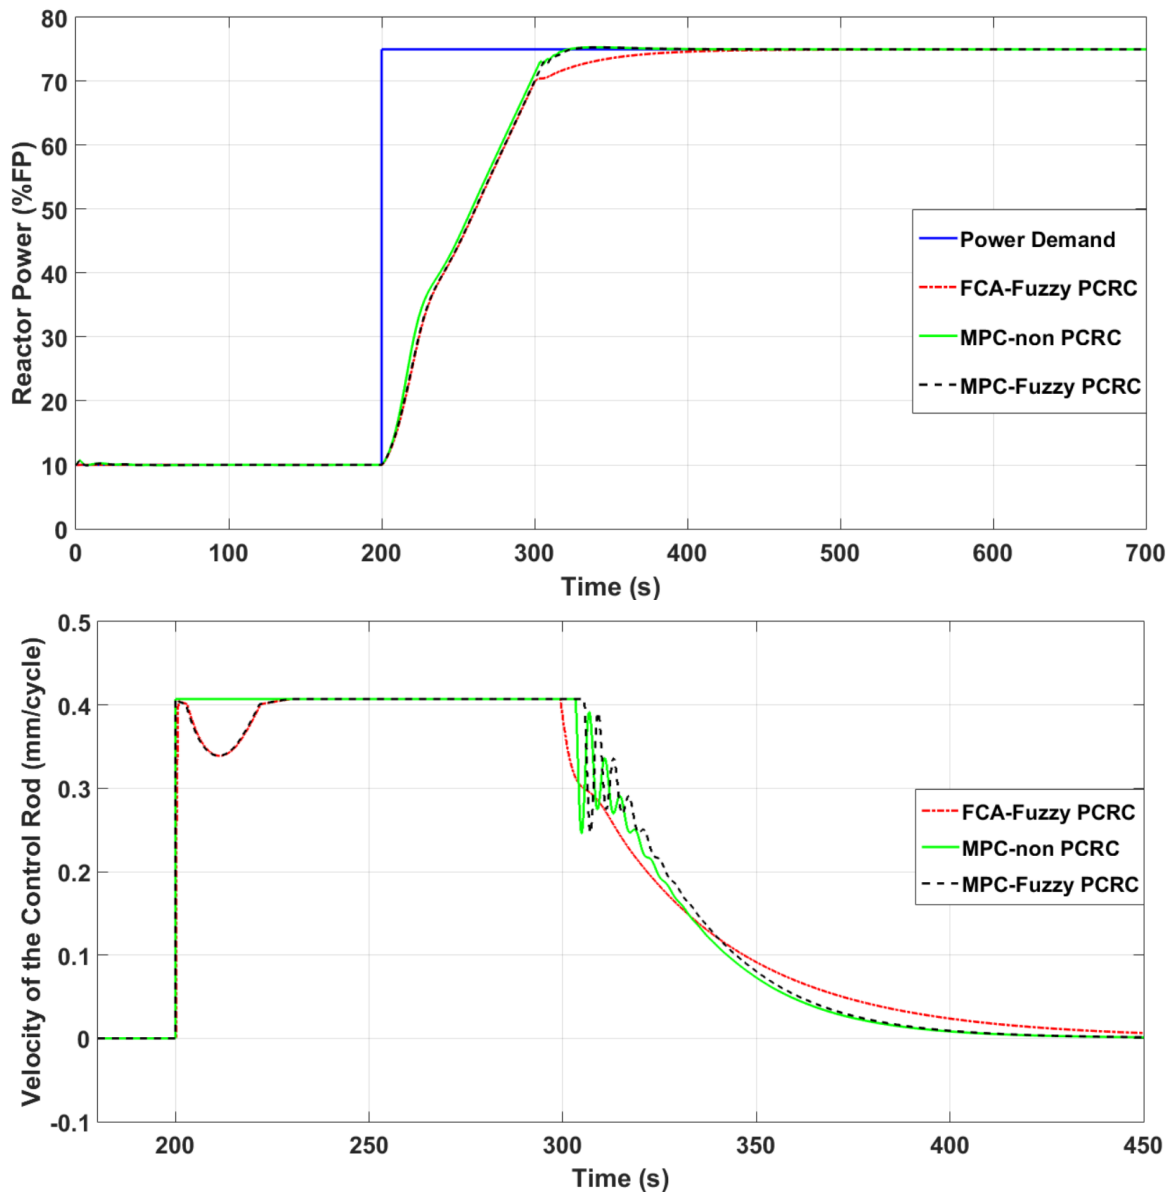 80
70
60
50
40
30
20
10
0
Reactor Power (%FP)
Power Demand
FCA-Fuzzy PCRC
MPC-non PCRC
MPC-Fuzzy PCRC
0 100 200 300 400 500 600 700
Time (s)
0.5
0.4
0.3
0.2
0.1
0
-0.1
Velocity of the Control Rod (mm/cycle)
FCA-Fuzzy PCRC
MPC-non PCRC
MPC-Fuzzy PCRC
200 250 300 350 400 450
Time (s)